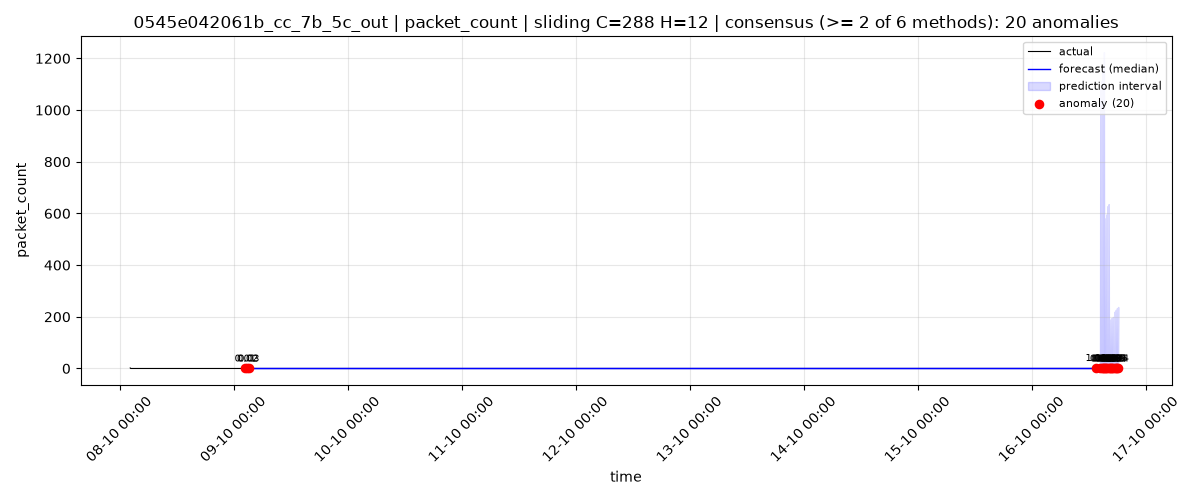 0545e042061b_cc_7b_5c_out | packet_count | sliding C=288 H=12 | consensus (>= 2 of 6 methods): 20 anomalies
packet_count
1200
1000
800
600
400
200
0
actual
forecast (median)
prediction interval
anomaly (20)
08-10 00:00
09-10 00:00
10-10 00:00
11-10 00:00
12-10 00:00
13-10 00:00
14-10 00:00
15-10 00:00
16-10 00:00
17-10 00:00
time